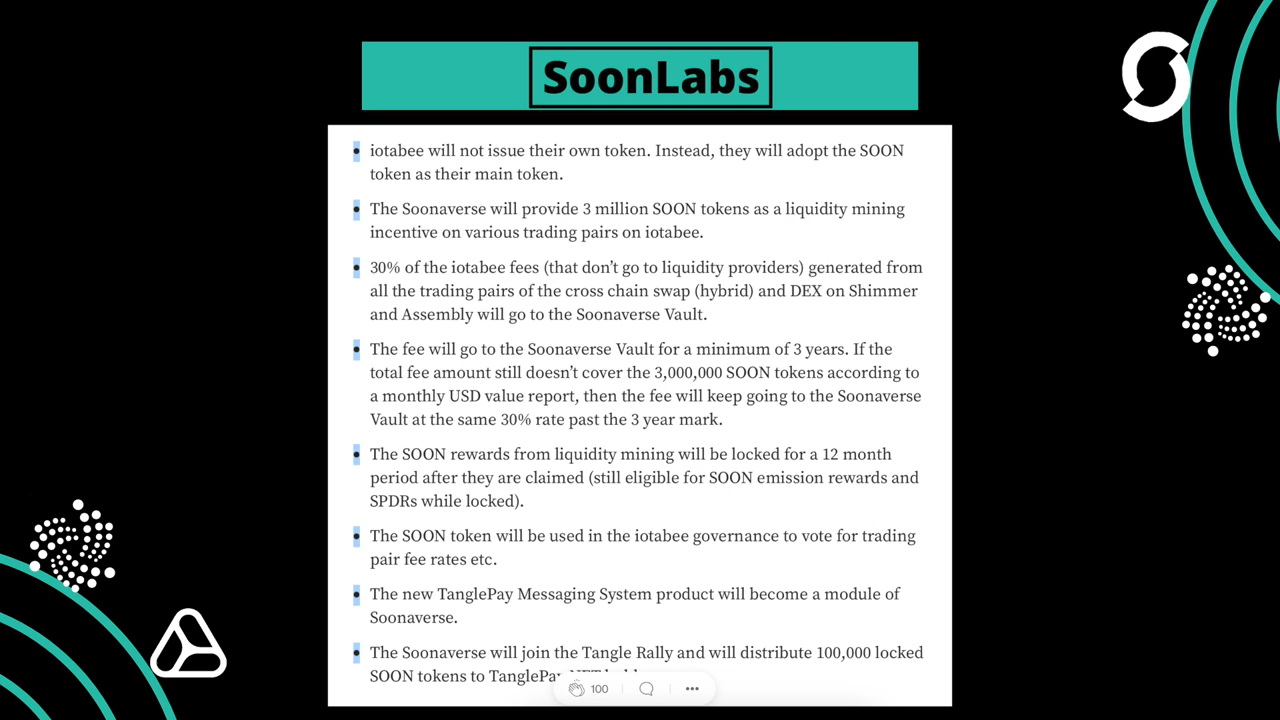 SoonLabs
• iotabee will not issue their own token. Instead, they will adopt the SOON
token as their main token.
• The Soonaverse will provide 3 million SOON tokens as a liquidity mining
incentive on various trading pairs on iotabee.
• 30% of the iotabee fees (that don’t go to liquidity providers) generated from
all the trading pairs of the cross chain swap (hybrid) and DEX on Shimmer
and Assembly will go to the Soonaverse Vault.
• The fee will go to the Soonaverse Vault for a minimum of 3 years. If the
total fee amount still doesn’t cover the 3,000,000 SOON tokens according to
a monthly USD value report, then the fee will keep going to the Soonaverse
Vault at the same 30% rate past the 3 year mark.
• The SOON rewards from liquidity mining will be locked for a 12 month
period after they are claimed (still eligible for SOON emission rewards and
SPDRs while locked).
• The SOON token will be used in the iotabee governance to vote for trading
pair fee rates etc.
• The new TanglePay Messaging System product will become a module of
Soonaverse.
• The Soonaverse will join the Tangle Rally and will distribute 100,000 locked
SOON tokens to TanglePay
100